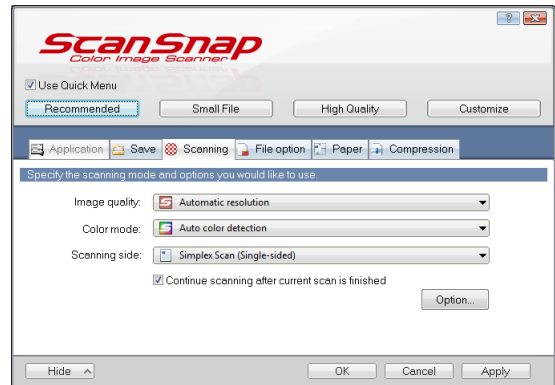 ScanSnap
Color Image Scanner
Use Quick Menu
Recommended Small File High Quality Customize
Application Save Scanning File option Paper Compression
Specify the scanning mode and options you would like to use.
Image quality: Automatic resolution
Color mode: Auto color detection
Scanning side: Simplex Scan (Single-sided)
Continue scanning after current scan is finished
Option...
Hide OK Cancel Apply